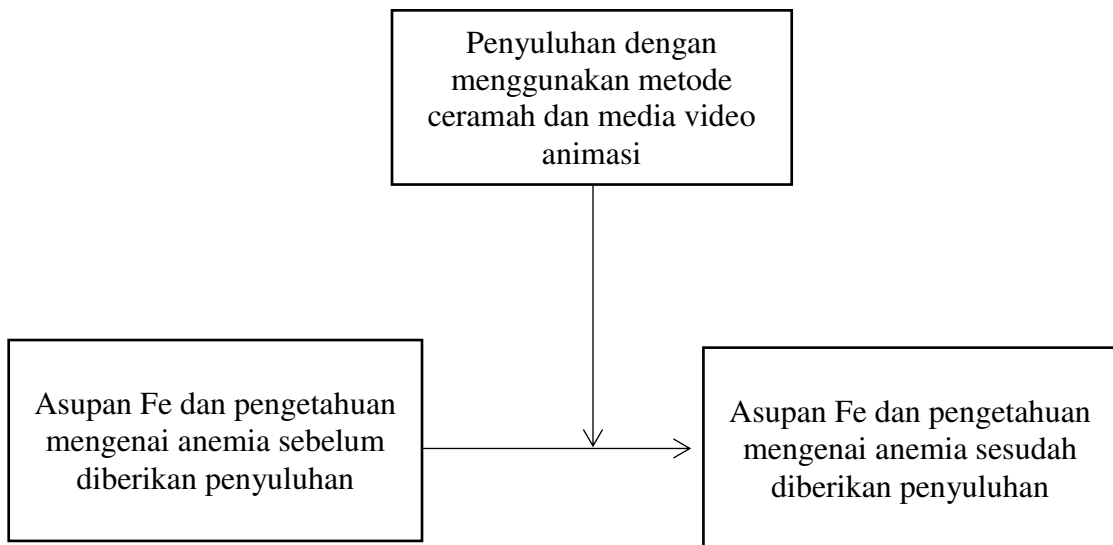 Penyuluhan dengan
menggunakan metode
ceramah dan media video
animasi
Asupan Fe dan pengetahuan
mengenai anemia sebelum
diberikan penyuluhan
Asupan Fe dan pengetahuan
mengenai anemia sesudah
diberikan penyuluhan